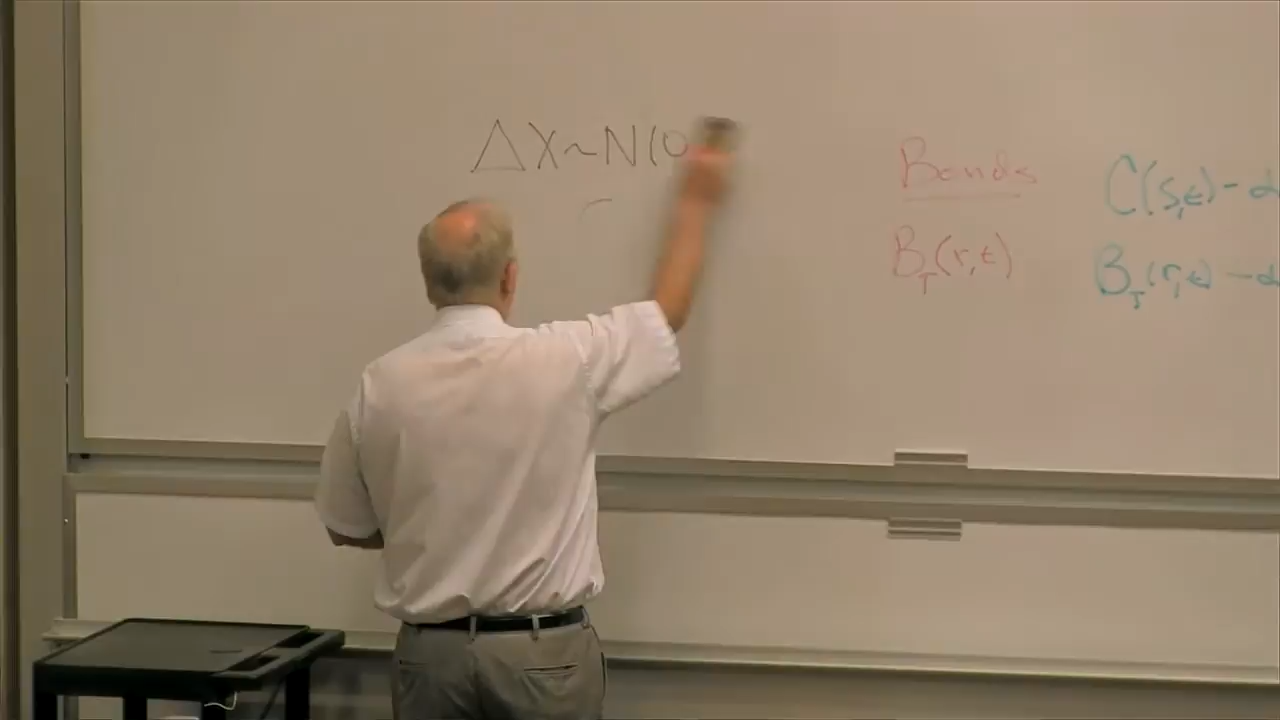 ΔX~N(0
Bonds
B_T(r,t)
C(s,t)-α
B_T(r,t)-α